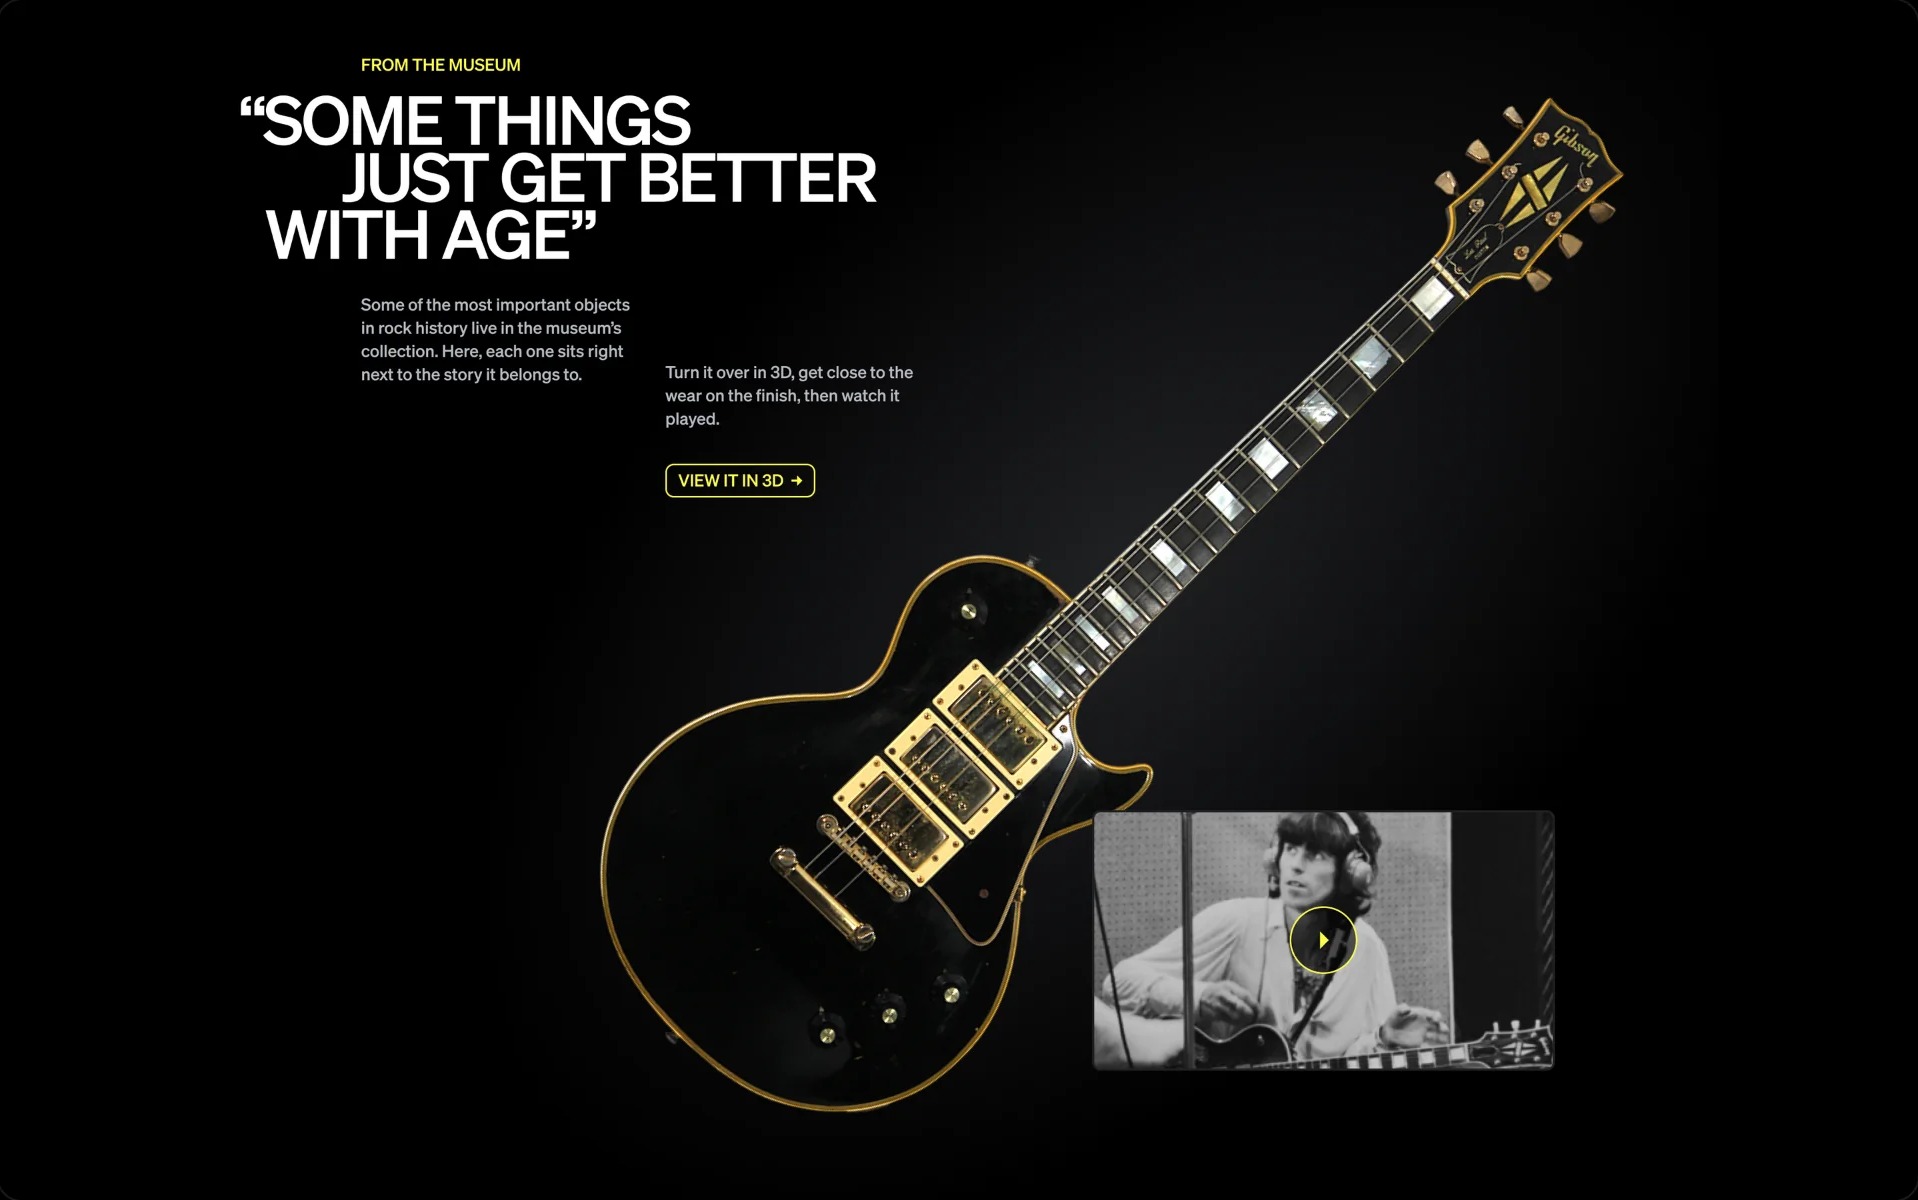 FROM THE MUSEUM
“SOME THINGS
JUST GET BETTER
WITH AGE”
Some of the most important objects
in rock history live in the museum’s
collection. Here, each one sits right
next to the story it belongs to.
Turn it over in 3D, get close to the
wear on the finish, then watch it
played.
VIEW IT IN 3D →
Gibson
Les Paul
CUSTOM